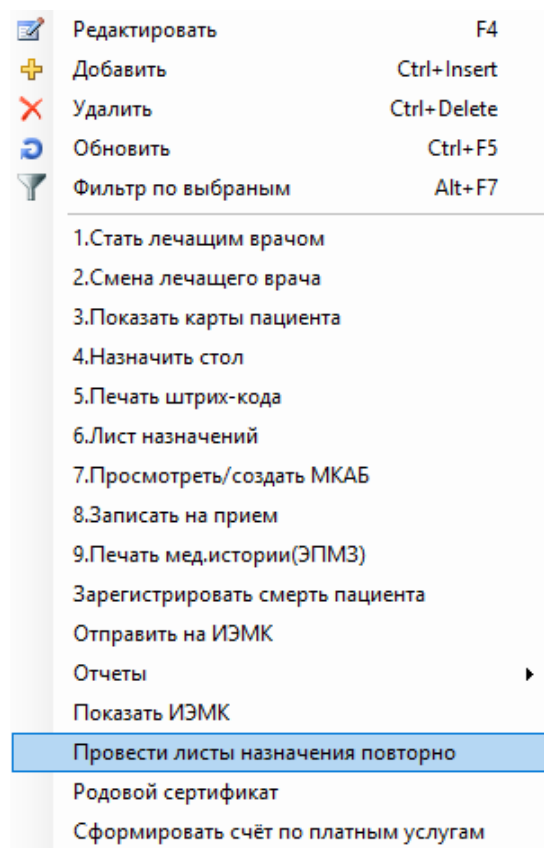 Редактировать F4
Добавить Ctrl+Insert
Удалить Ctrl+Delete
Обновить Ctrl+F5
Фильтр по выбраным Alt+F7
1.Стать лечащим врачом
2.Смена лечащего врача
3.Показать карты пациента
4.Назначить стол
5.Печать штрих-кода
6.Лист назначений
7.Просмотреть/создать МКАБ
8.Записать на прием
9.Печать мед.истории(ЭПМЗ)
Зарегистрировать смерть пациента
Отправить на ИЭМК
Отчеты
Показать ИЭМК
Провести листы назначения повторно
Родовой сертификат
Сформировать счёт по платным услугам